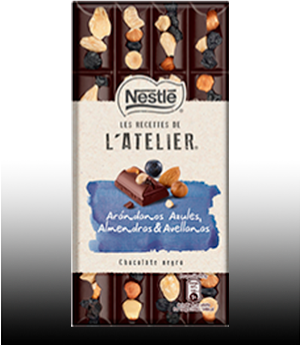 Nestlé
LES RECETTES DE
L'ATELIER
Arándanos Azules,
Almendras & Avellanas
Chocolate negro